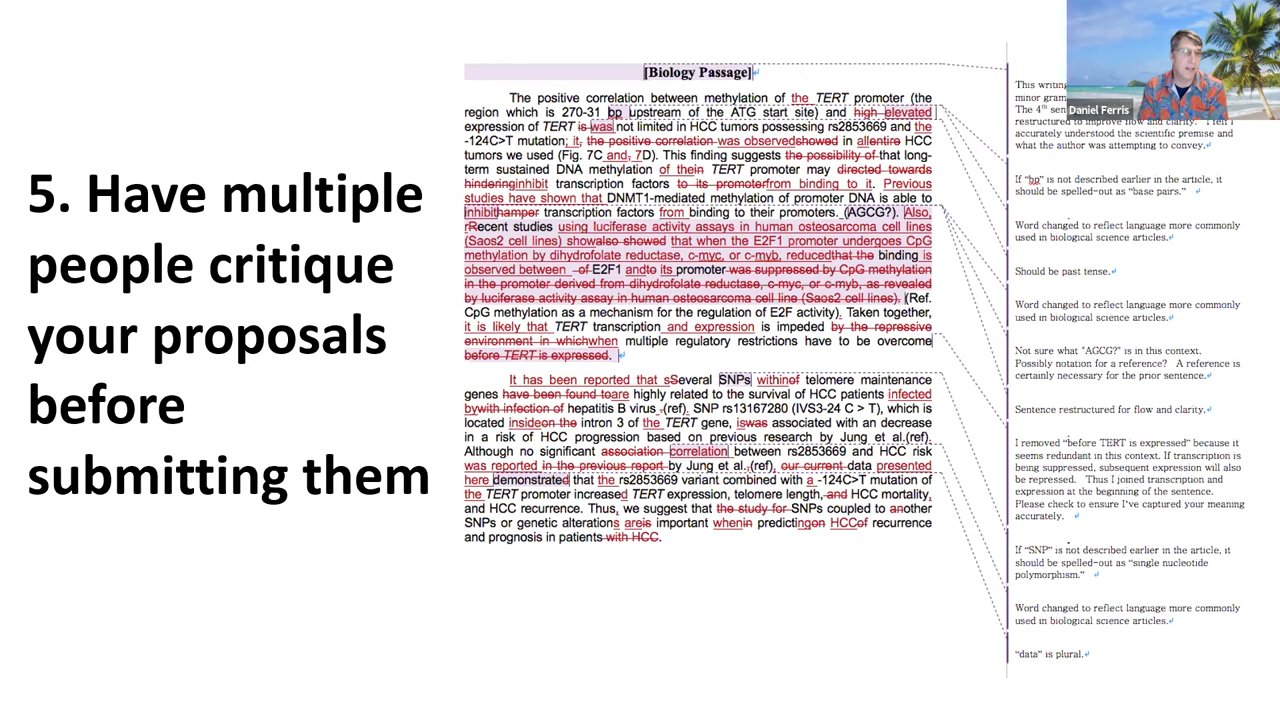 5. Have multiple
people critique
your proposals
before
submitting them
[Biology Passage]
The positive correlation between methylation of the TERT promoter (the
region which is 270-31 bp upstream of the ATG start site) and high elevated
expression of TERT is was not limited in HCC tumors possessing rs2853669 and the
-124C>T mutation; it, the positive correlation was observedshowed in allentire HCC
tumors we used (Fig. 7C and, 7D). This finding suggests the possibility of that long-
term sustained DNA methylation of thein TERT promoter may directed towards
hinderinginhibit transcription factors to its promoterfrom binding to it. Previous
studies have shown that DNMT1-mediated methylation of promoter DNA is able to
inhibithamper transcription factors from binding to their promoters. (AGCG?). Also,
rRecent studies using luciferase activity assays in human osteosarcoma cell lines
(Saos2 cell lines) showalso showed that when the E2F1 promoter undergoes CpG
methylation by dihydrofolate reductase, c-myc, or c-myb, reducedthat the binding is
observed between -of E2F1 andto its promoter was suppressed by CpG methylation
in the promoter derived from dihydrofolate reductase, c-myc, or c-myb, as revealed
by luciferase activity assay in human osteosarcoma cell line (Saos2 cell lines). (Ref.
CpG methylation as a mechanism for the regulation of E2F activity). Taken together,
it is likely that TERT transcription and expression is impeded by the repressive
environment in whichwhen multiple regulatory restrictions have to be overcome
before TERT is expressed.
It has been reported that sSeveral SNPs withinof telomere maintenance
genes have been found toare highly related to the survival of HCC patients infected
bywith infection of hepatitis B virus .(ref). SNP rs13167280 (IVS3-24 C > T), which is
located insideon the intron 3 of the TERT gene, iswas associated with an decrease
in a risk of HCC progression based on previous research by Jung et al.(ref).
Although no significant association correlation between rs2853669 and HCC risk
was reported in the previous report by Jung et al. (ref), our current data presented
here demonstrated that the rs2853669 variant combined with a -124C>T mutation of
the TERT promoter increased TERT expression, telomere length, and HCC mortality,
and HCC recurrence. Thus, we suggest that the study for SNPs coupled to another
SNPs or genetic alterations areis important whenin predictingon HCCof recurrence
and prognosis in patients with HCC.
Daniel Ferris
This writing
minor gram
The 4th sen
restructured to improve flow and clarity. I felt I
accurately understood the scientific premise and
what the author was attempting to convey.
If "bp" is not described earlier in the article, it
should be spelled-out as "base pairs."
Word changed to reflect language more commonly
used in biological science articles.
Should be past tense.
Word changed to reflect language more commonly
used in biological science articles.
Not sure what "AGCG?" is in this context.
Possibly notation for a reference? A reference is
certainly necessary for the prior sentence.
Sentence restructured for flow and clarity.
I removed "before TERT is expressed" because it
seems redundant in this context. If transcription is
being suppressed, subsequent expression will also
be repressed. Thus I joined transcription and
expression at the beginning of the sentence.
Please check to ensure I've captured your meaning
accurately.
If "SNP" is not described earlier in the article, it
should be spelled-out as "single nucleotide
polymorphism."
Word changed to reflect language more commonly
used in biological science articles.
"data" is plural.